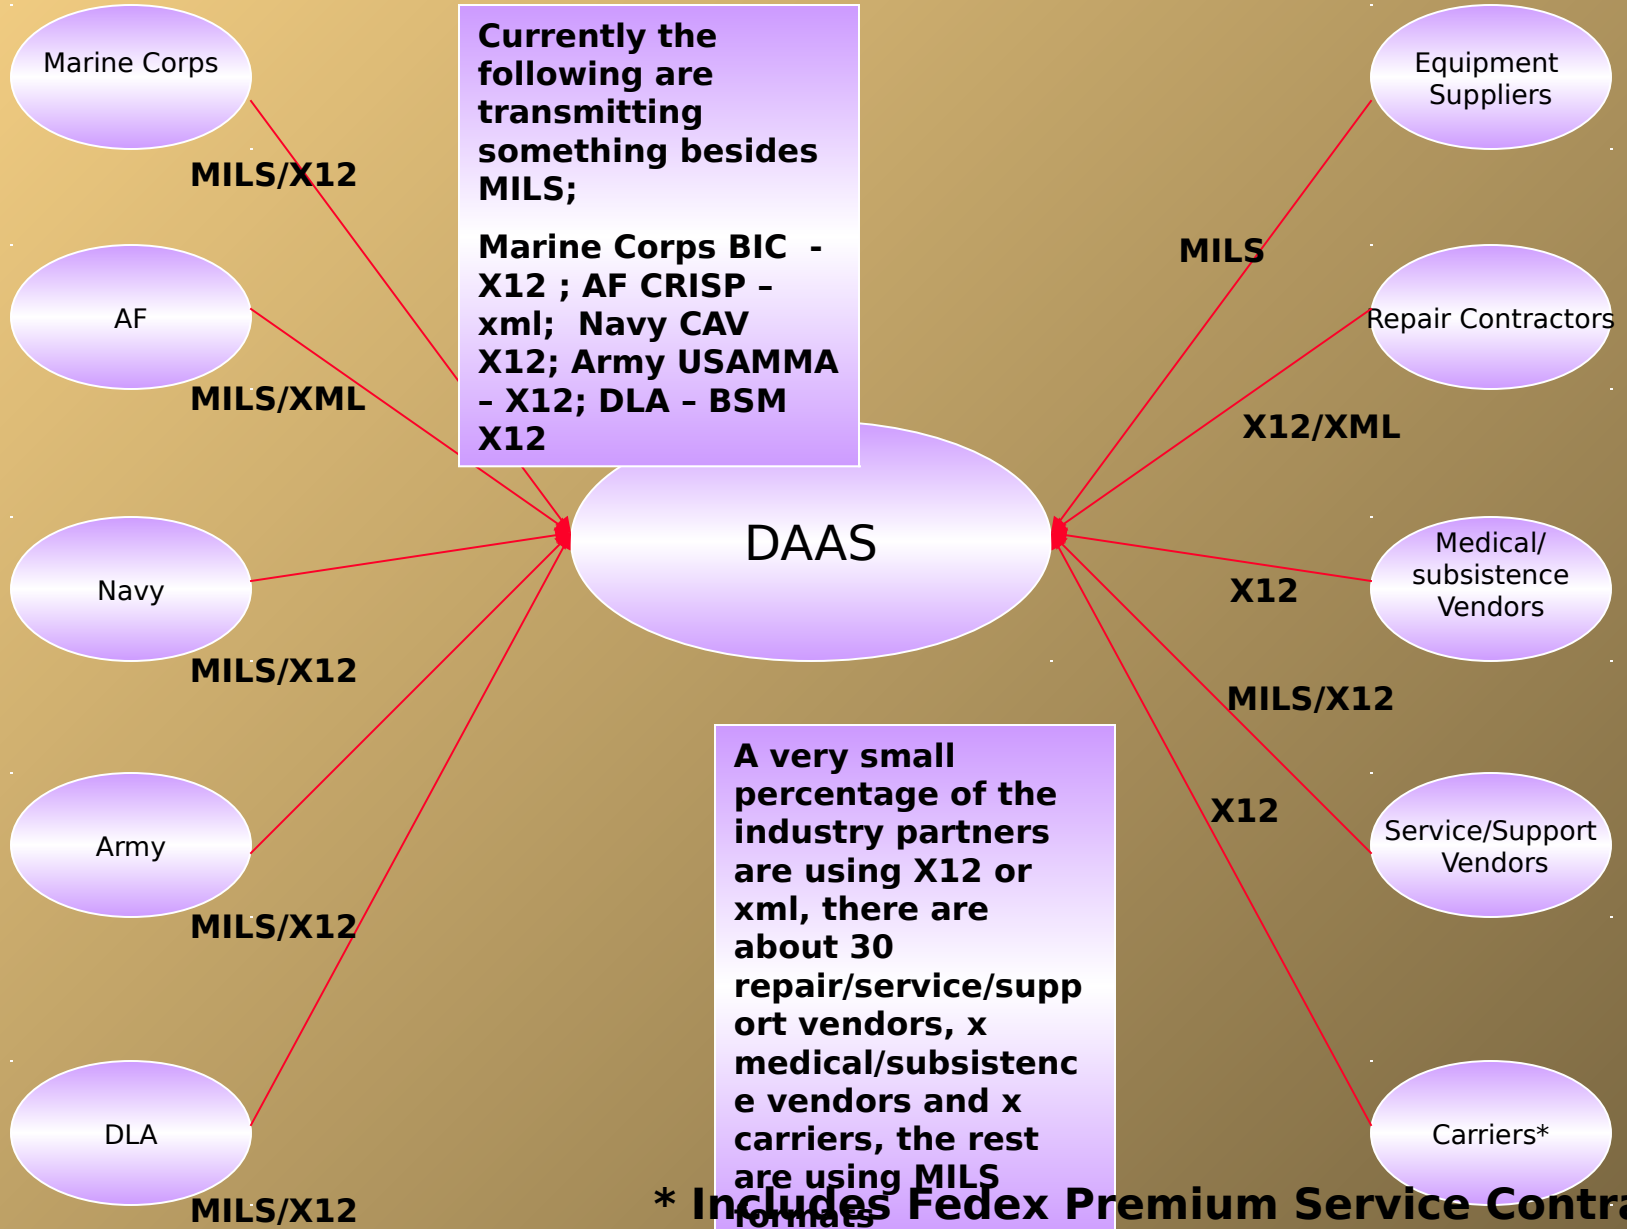 Marine Corps
MILS/X12
AF
MILS/XML
Navy
MILS/X12
Army
MILS/X12
DLA
MILS/X12
Currently the
following are
transmitting
something besides
MILS;
Marine Corps BIC  -
X12 ; AF CRISP –
xml;  Navy CAV
X12; Army USAMMA
– X12; DLA – BSM
X12
DAAS
A very small
percentage of the
industry partners
are using X12 or
xml, there are
about 30
repair/service/supp
ort vendors, x
medical/subsistenc
e vendors and x
carriers, the rest
are using MILS
formats
Equipment
Suppliers
MILS
Repair Contractors
X12/XML
Medical/
subsistence
Vendors
X12
MILS/X12
Service/Support
Vendors
X12
Carriers*
* Includes Fedex Premium Service